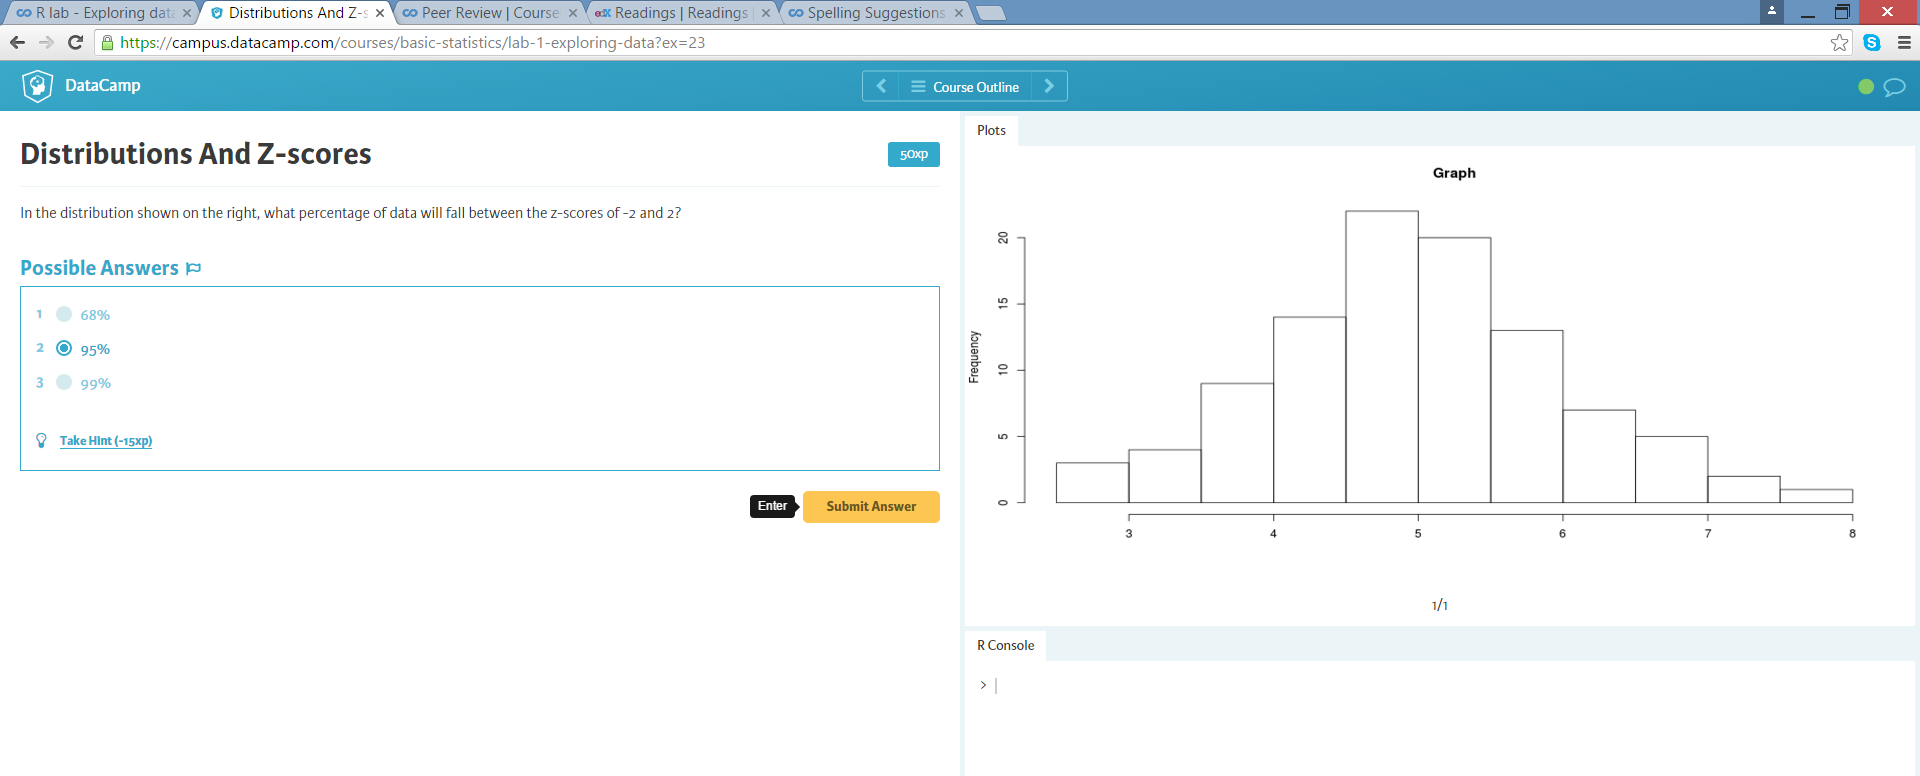 R lab - Exploring data
Distributions And Z-s
Peer Review | Course
edX Readings | Readings
Spelling Suggestions
https://campus.datacamp.com/courses/basic-statistics/lab-1-exploring-data?ex=23
DataCamp
Course Outline
Distributions And Z-scores
50xp
In the distribution shown on the right, what percentage of data will fall between the z-scores of -2 and 2?
Possible Answers
1 68%
2 95%
3 99%
Take Hint (-15xp)
Enter
Submit Answer
Plots
Graph
Frequency
20
15
10
5
0
3 4 5 6 7 8
1/1
R Console
>